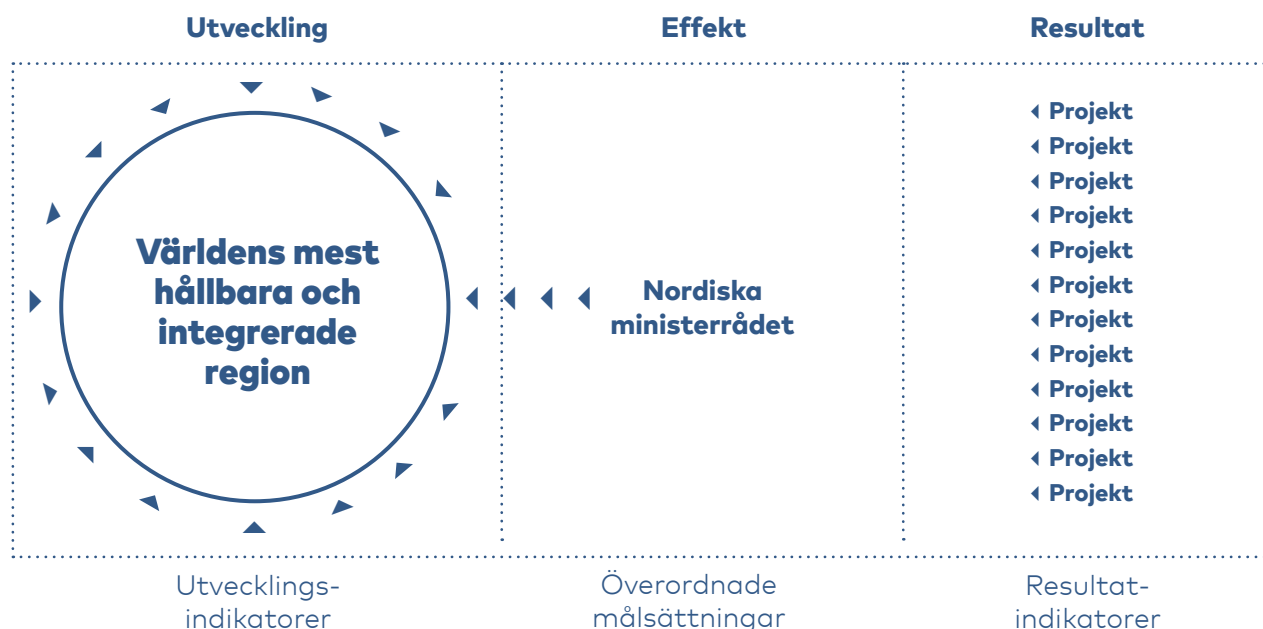 Utveckling
Effekt
Resultat
Världens mest
hållbara och
integrerade
region
Nordiska
ministerrådet
Projekt
Projekt
Projekt
Projekt
Projekt
Projekt
Projekt
Projekt
Projekt
Projekt
Projekt
Projekt
Utvecklings-
indikatorer
Överordnade
målsättningar
Resultat-
indikatorer